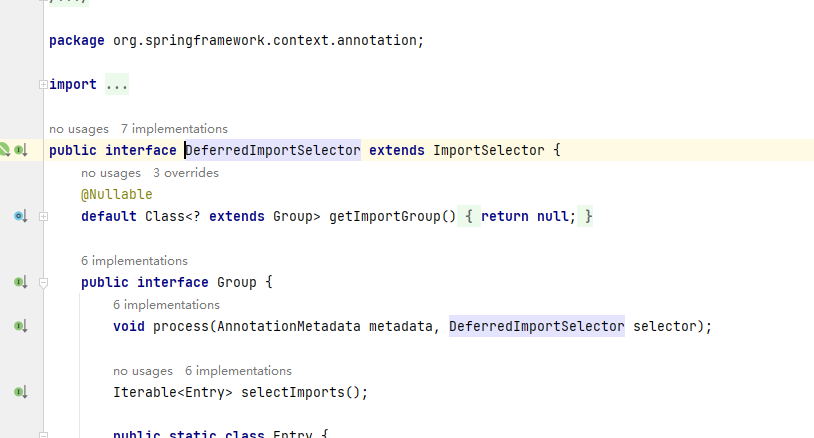 /.../
package org.springframework.context.annotation;
import ...
no usages 7 implementations
public interface DeferredImportSelector extends ImportSelector {
no usages 3 overrides
@Nullable
default Class<? extends Group> getImportGroup() { return null; }
6 implementations
public interface Group {
6 implementations
void process(AnnotationMetadata metadata, DeferredImportSelector selector);
no usages 6 implementations
Iterable<Entry> selectImports();
public static class Entry {